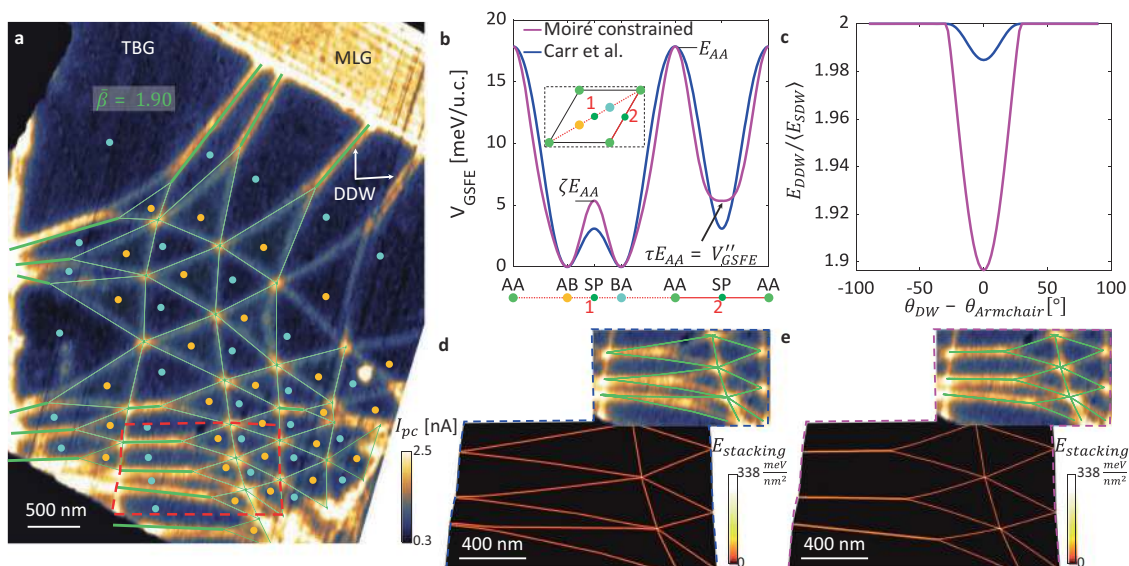 a
TBG
MLG
β̄ = 1.90
DDW
500 nm
I_pc [nA]
2.5
0.3
b
V_GSFE [meV/u.c.]
20
15
10
5
0
Moiré constrained
Carr et al.
E_AA
1
2
ζE_AA
τE_AA = V''_GSFE
AA AB SP BA AA SP AA
1 2
c
E_DDW/⟨E_SDW⟩
2
1.98
1.96
1.94
1.92
1.9
-100 -50 0 50 100
θ_DW − θ_Armchair[°]
d
E_stacking
338 meV/nm²
0
400 nm
e
E_stacking
338 meV/nm²
0
400 nm